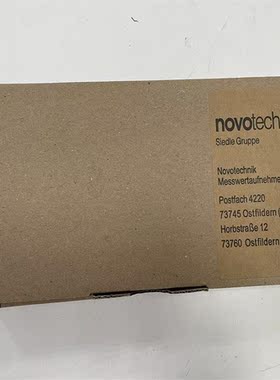 novotech
Siedle Gruppe
Novotechnik
Messwertaufnehme
Postfach 4220
73745 Ostfildern (
Horbstraße 12
73760 Ostfildern